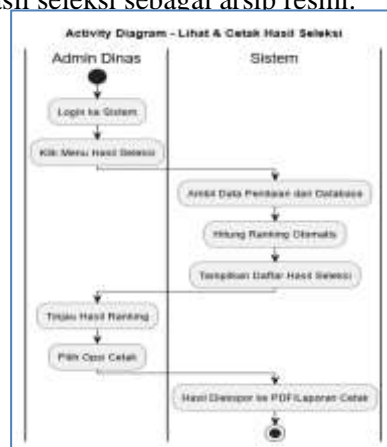 hasil seleksi sebagai arsip resmi.
Activity Diagram - Lihat & Cetak Hasil Seleksi
Admin Dinas
Sistem
Login ke Sistem
Klik Menu Hasil Seleksi
Ambil Data Penilaian dari Database
Hitung Ranking Otomatis
Tampilkan Daftar Hasil Seleksi
Tinjau Hasil Ranking
Pilih Opsi Cetak
Hasil Diekspor ke PDF/Laporan Cetak